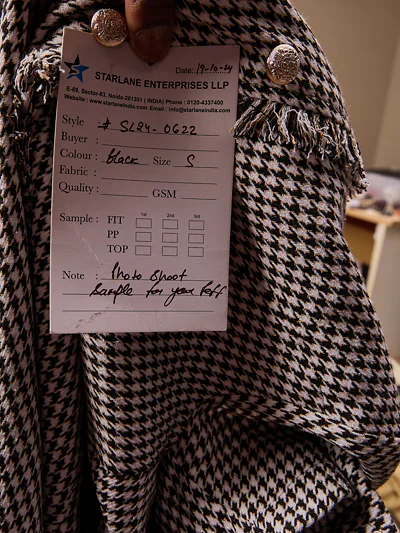 Date: 19-10-24
STARLANE ENTERPRISES LLP
E-69, Sector-63, Noida-201301 ( INDIA) Phone : 0120-4337400
Website : www.starlaneindia.com Email : info@starlaneindia.com
Style # SL24-0622
Buyer :
Colour : black Size S
Fabric :
Quality : GSM
1st 2nd 3rd
Sample : FIT
PP
TOP
Note : Photo Shoot
Sample for your Reff